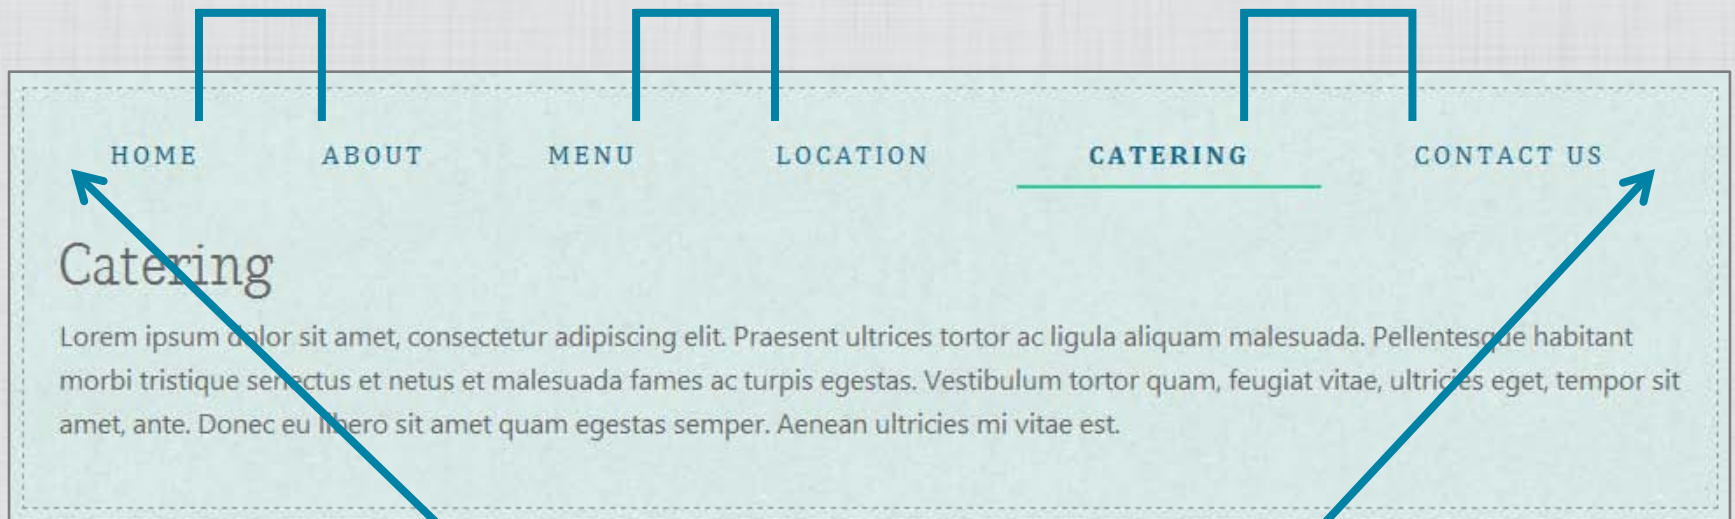 HOME ABOUT MENU LOCATION CATERING CONTACT US
Catering
Lorem ipsum dolor sit amet, consectetur adipiscing elit. Praesent ultrices tortor ac ligula aliquam malesuada. Pellentesque habitant
morbi tristique senectus et netus et malesuada fames ac turpis egestas. Vestibulum tortor quam, feugiat vitae, ultricies eget, tempor sit
amet, ante. Donec eu libero sit amet quam egestas semper. Aenean ultricies mi vitae est.